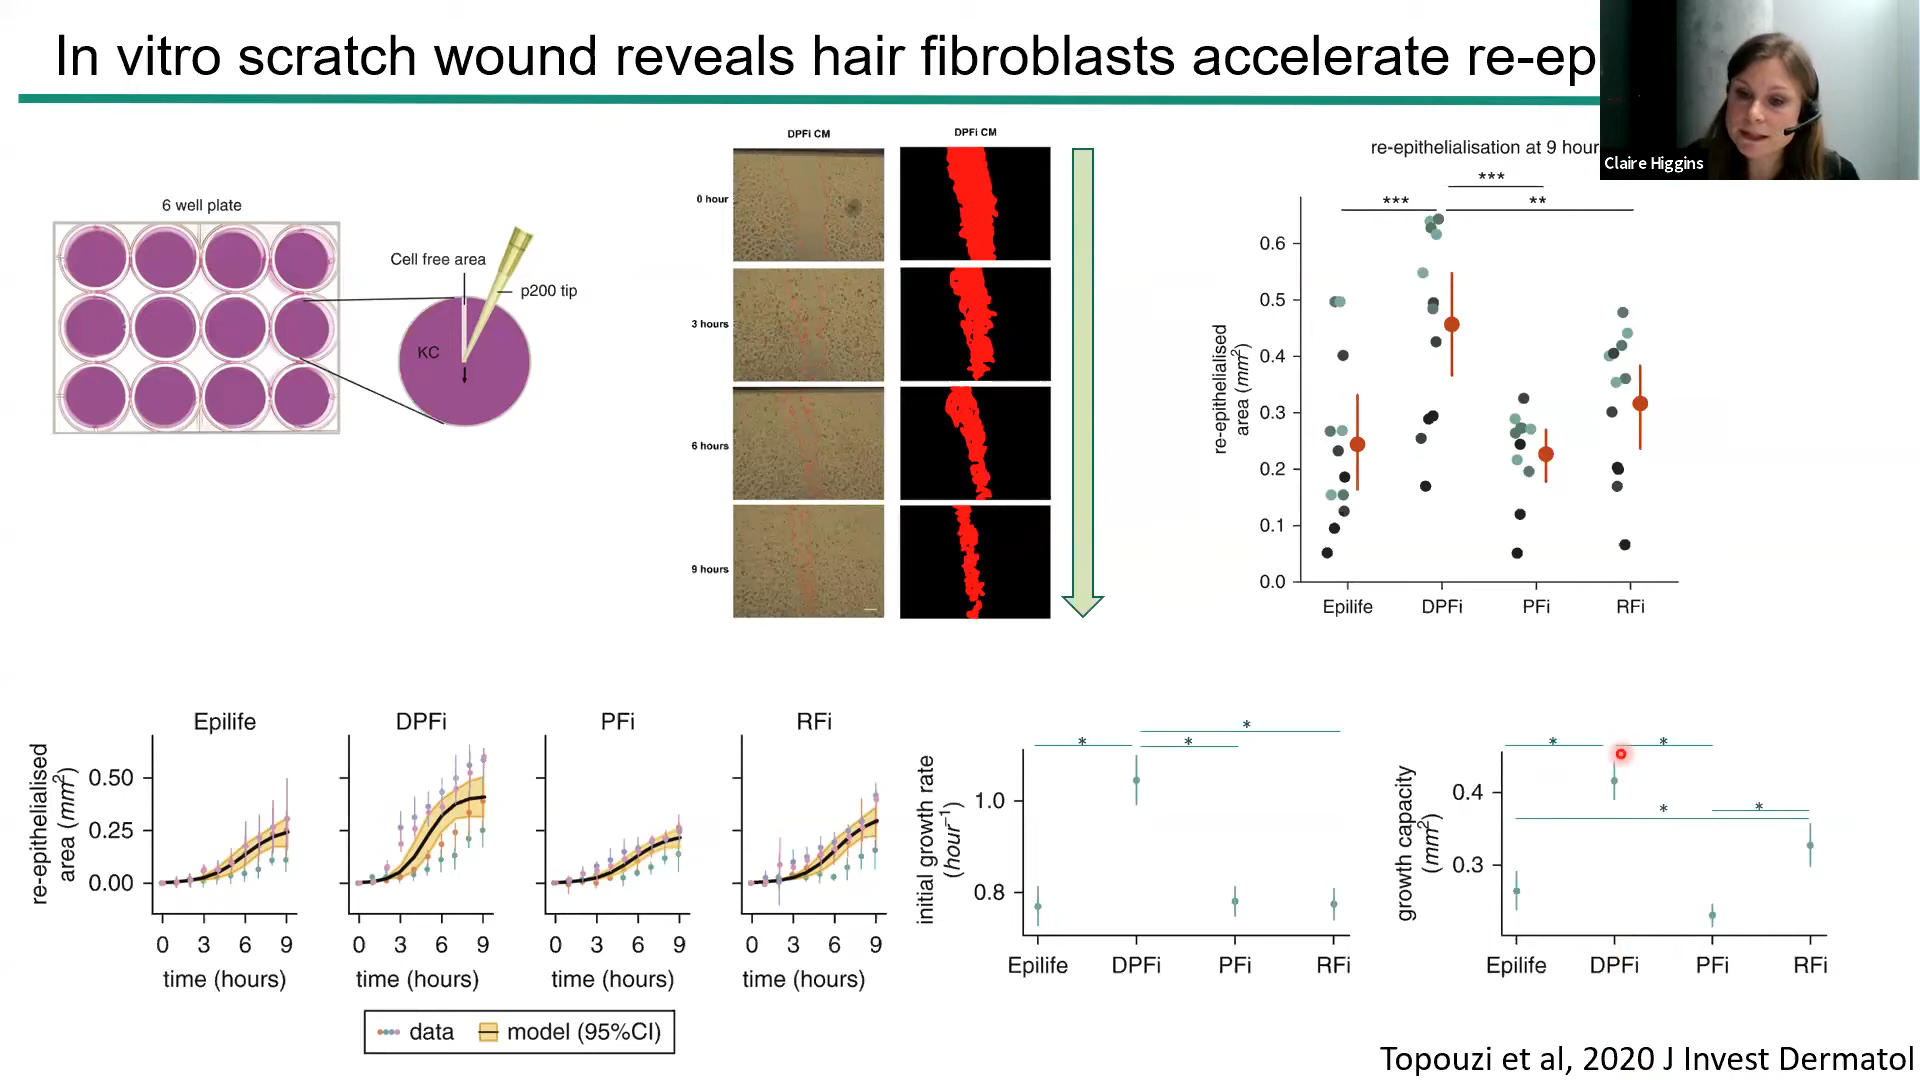 In vitro scratch wound reveals hair fibroblasts accelerate re-ep
Claire Higgins
6 well plate
Cell free area
p200 tip
KC
DPFi CM
DPFi CM
0 hour
3 hours
6 hours
9 hours
re-epithelialisation at 9 hour
***
***
**
re-epithelialised
area (mm²)
0.6
0.5
0.4
0.3
0.2
0.1
0.0
Epilife
DPFi
PFi
RFi
re-epithelialised
area (mm²)
0.50
0.25
0.00
Epilife
0 3 6 9
time (hours)
DPFi
0 3 6 9
time (hours)
PFi
0 3 6 9
time (hours)
RFi
0 3 6 9
time (hours)
data model (95%CI)
initial growth rate
(hour⁻¹)
1.0
0.8
*
*
*
Epilife DPFi PFi RFi
growth capacity
(mm²)
0.4
0.3
*
*
*
*
Epilife DPFi PFi RFi
Topouzi et al, 2020 J Invest Dermatol